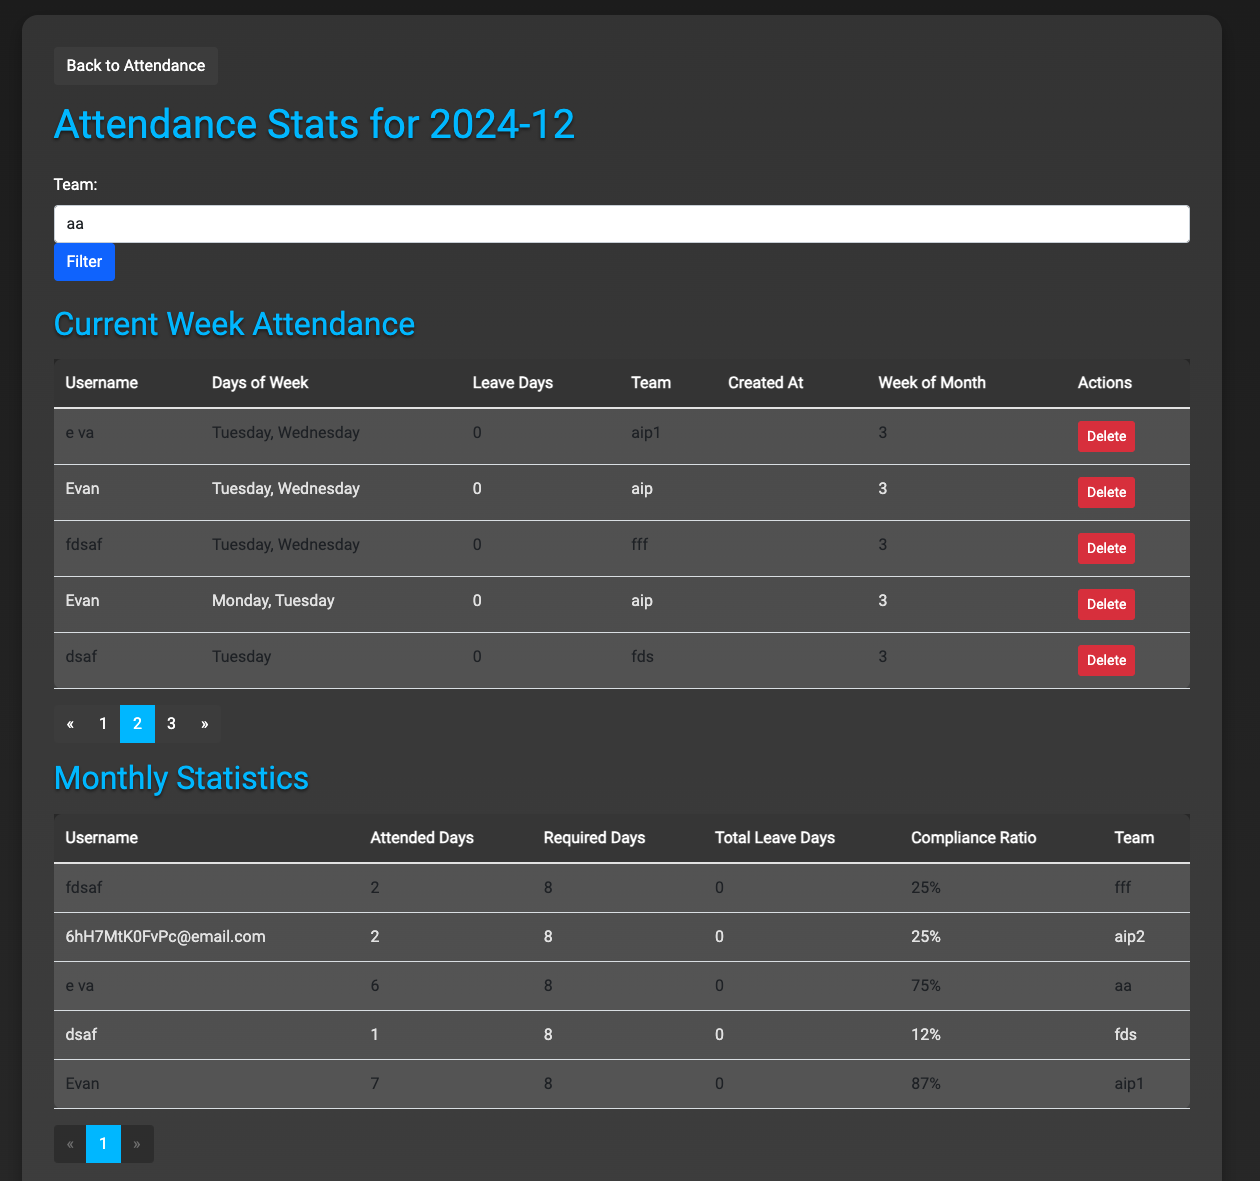 Back to Attendance
Attendance Stats for 2024-12
Team:
aa
Filter
Current Week Attendance
Username Days of Week Leave Days Team Created At Week of Month Actions
e va Tuesday, Wednesday 0 aip1 3 Delete
Evan Tuesday, Wednesday 0 aip 3 Delete
fdsaf Tuesday, Wednesday 0 fff 3 Delete
Evan Monday, Tuesday 0 aip 3 Delete
dsaf Tuesday 0 fds 3 Delete
« 1 2 3 »
Monthly Statistics
Username Attended Days Required Days Total Leave Days Compliance Ratio Team
fdsaf 2 8 0 25% fff
6hH7MtK0FvPc@email.com 2 8 0 25% aip2
e va 6 8 0 75% aa
dsaf 1 8 0 12% fds
Evan 7 8 0 87% aip1
« 1 »